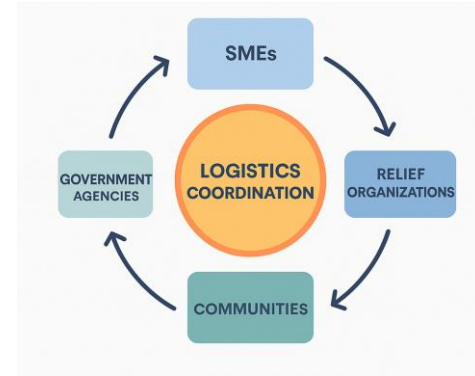 SMEs
GOVERNMENT
AGENCIES
LOGISTICS
COORDINATION
RELIEF
ORGANIZATIONS
COMMUNITIES